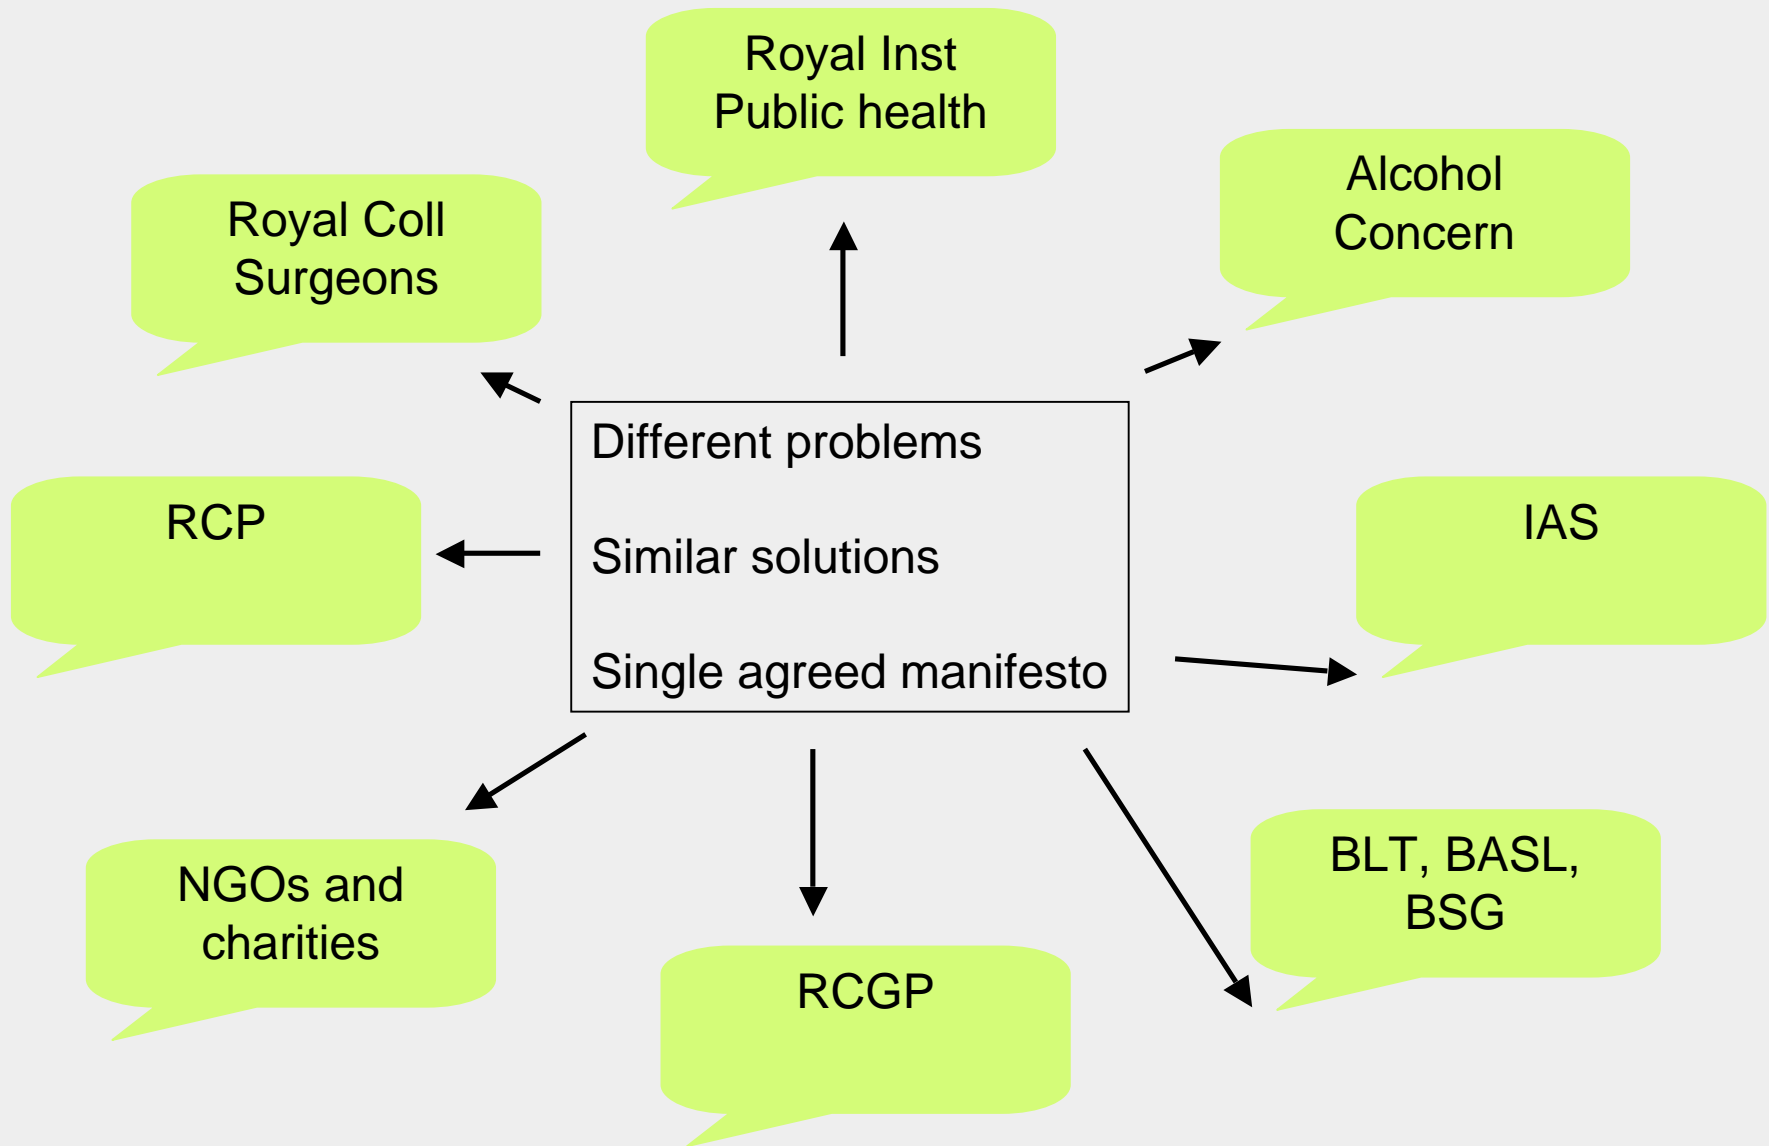 Royal Inst
Public health
Alcohol
Concern
Royal Coll
Surgeons
Different problems
Similar solutions
Single agreed manifesto
RCP
IAS
NGOs and
charities
RCGP
BLT, BASL,
BSG